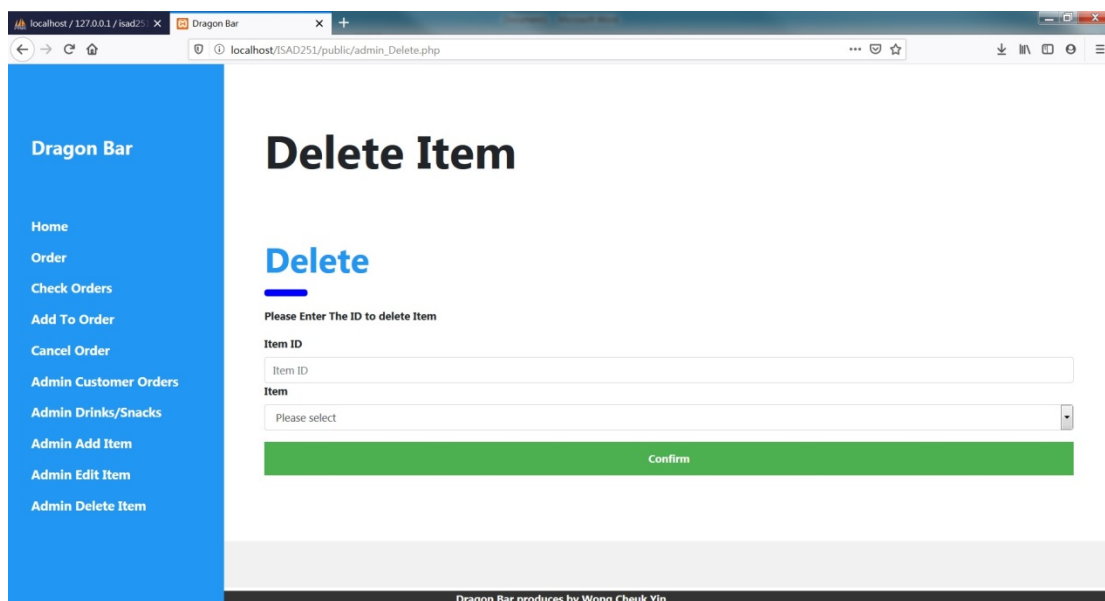 localhost / 127.0.0.1 / isad25
Dragon Bar
localhost/ISAD251/public/admin_Delete.php
Dragon Bar
Home
Order
Check Orders
Add To Order
Cancel Order
Admin Customer Orders
Admin Drinks/Snacks
Admin Add Item
Admin Edit Item
Admin Delete Item
Delete Item
Delete
Please Enter The ID to delete Item
Item ID
Item ID
Item
Please select
Confirm
Dragon Bar produces by Wong Cheuk Yin